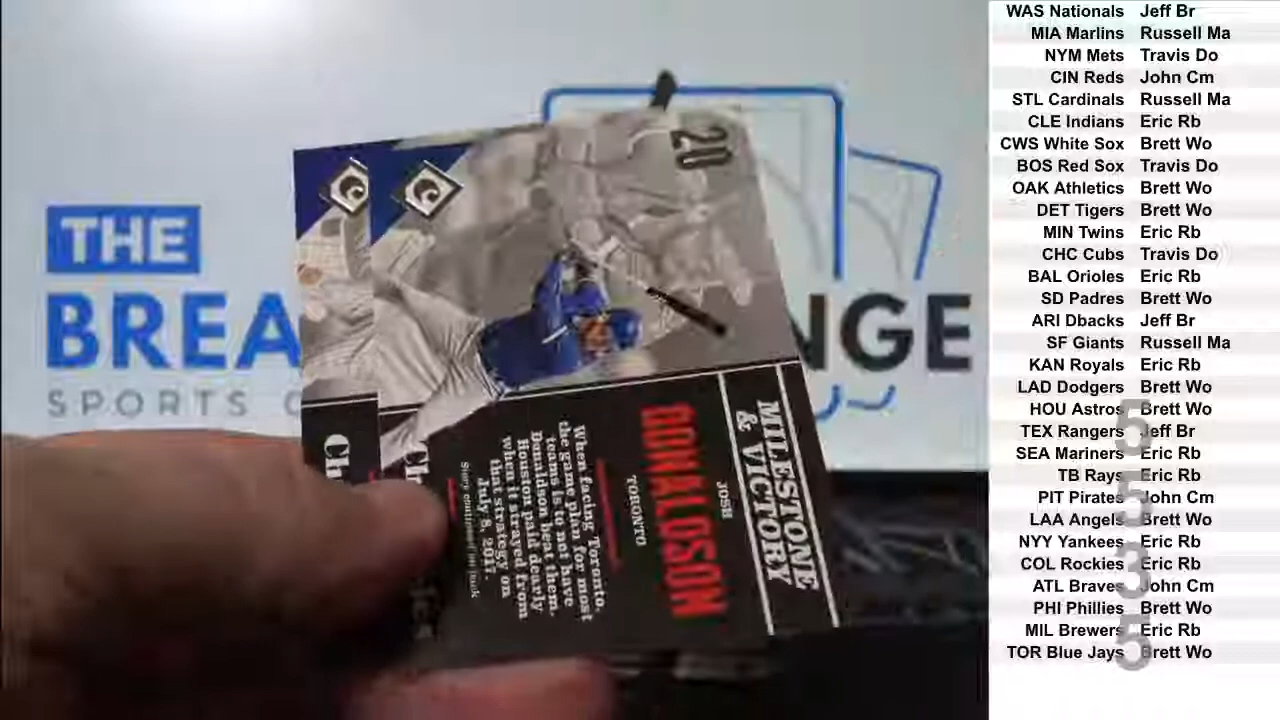 THE
BREA
NGE
SPORTS
20
MILESTONE
& VICTORY
JOSH
DONALDSON
TORONTO
When facing Toronto,
the game plan for most
teams is to not have
Donaldson beat them.
Houston paid dearly
when it strayed from
that strategy on
July 8, 2017.
Story continued on back
WAS Nationals Jeff Br
MIA Marlins Russell Ma
NYM Mets Travis Do
CIN Reds John Cm
STL Cardinals Russell Ma
CLE Indians Eric Rb
CWS White Sox Brett Wo
BOS Red Sox Travis Do
OAK Athletics Brett Wo
DET Tigers Brett Wo
MIN Twins Eric Rb
CHC Cubs Travis Do
BAL Orioles Eric Rb
SD Padres Brett Wo
ARI Dbacks Jeff Br
SF Giants Russell Ma
KAN Royals Eric Rb
LAD Dodgers Brett Wo
HOU Astros Brett Wo
TEX Rangers Jeff Br
SEA Mariners Eric Rb
TB Rays Eric Rb
PIT Pirates John Cm
LAA Angels Brett Wo
NYY Yankees Eric Rb
COL Rockies Eric Rb
ATL Braves John Cm
PHI Phillies Brett Wo
MIL Brewers Eric Rb
TOR Blue Jays Brett Wo